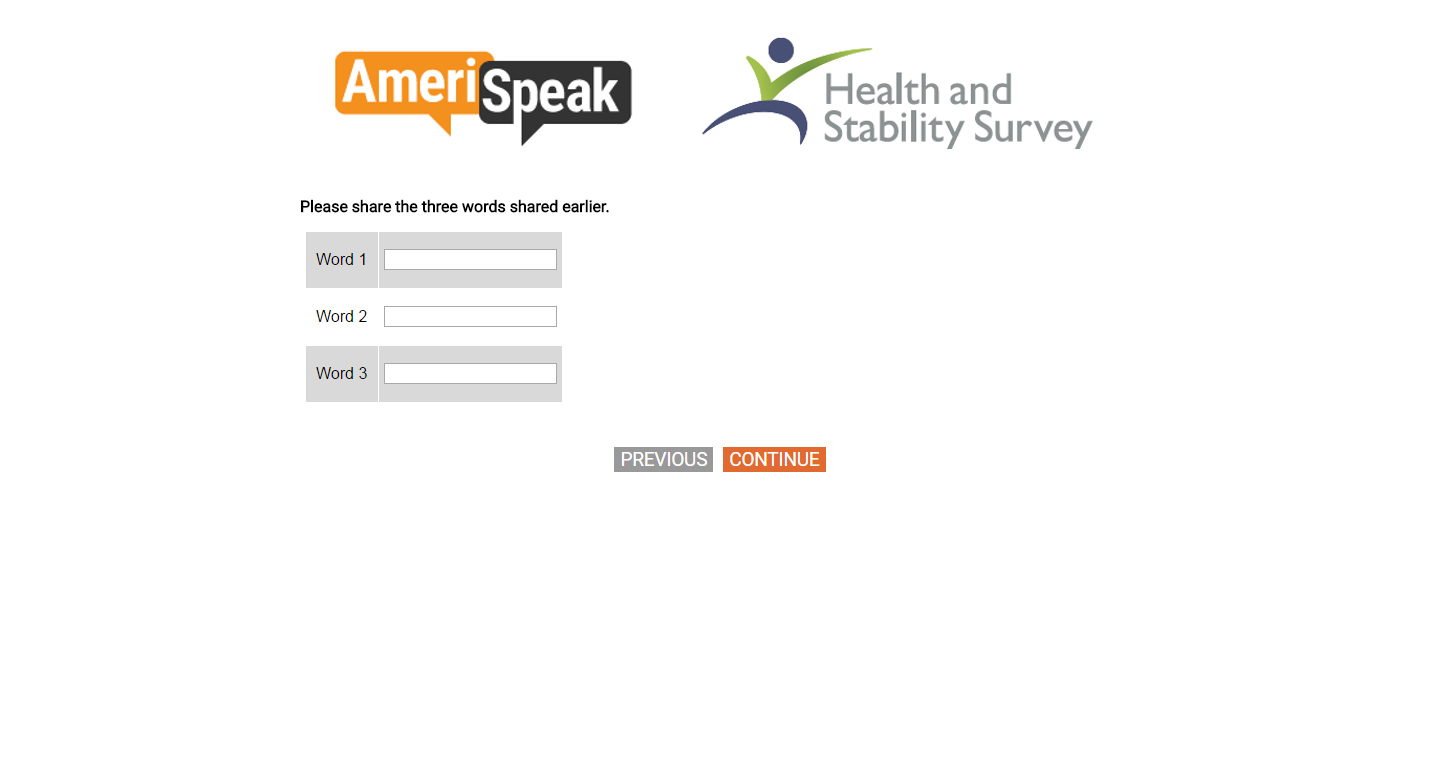 AmeriSpeak
Health and
Stability Survey
Please share the three words shared earlier.
Word 1
Word 2
Word 3
PREVIOUS CONTINUE